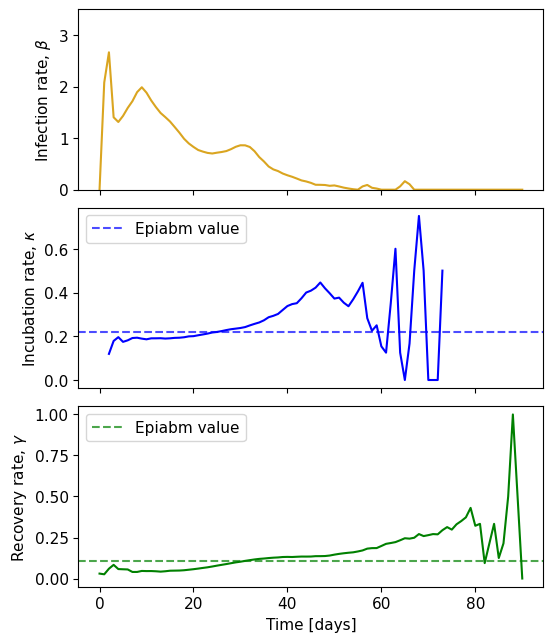 Infection rate, β
3
2
1
0
Incubation rate, κ
Epiabm value
0.6
0.4
0.2
0.0
Recovery rate, γ
Epiabm value
1.00
0.75
0.50
0.25
0.00
0 20 40 60 80
Time [days]